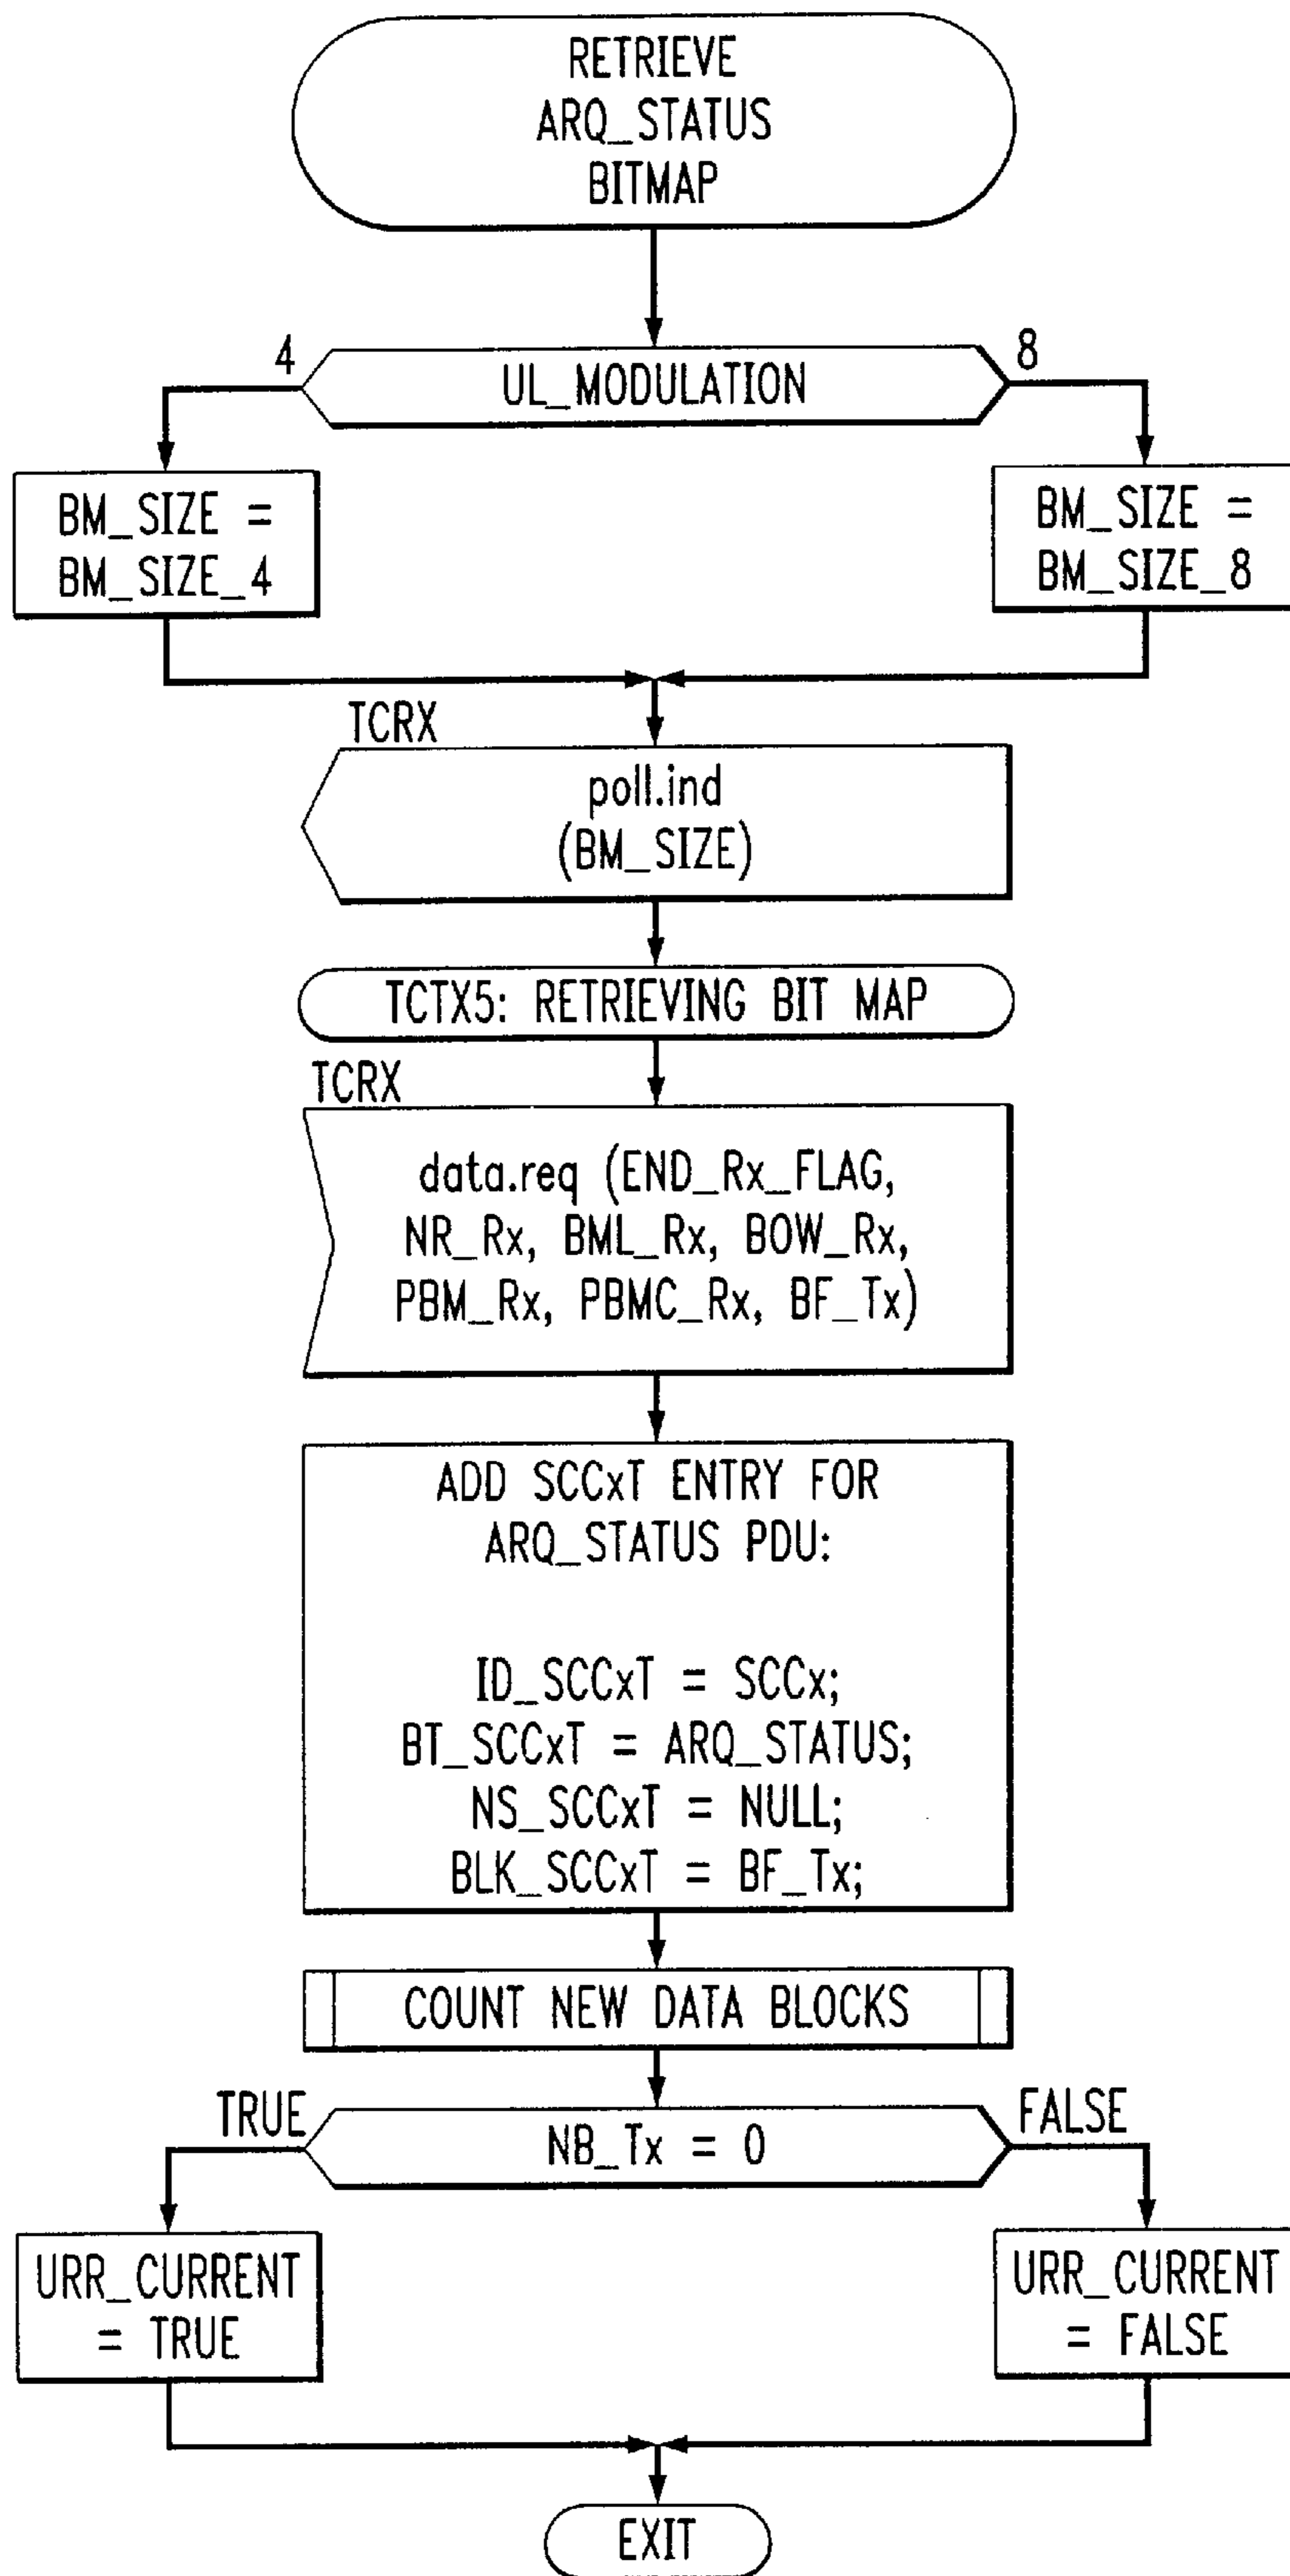 RETRIEVE
ARQ_STATUS
BITMAP
4
UL_MODULATION
8
BM_SIZE =
BM_SIZE_4
BM_SIZE =
BM_SIZE_8
TCRX
poll.ind
(BM_SIZE)
TCTX5: RETRIEVING BIT MAP
TCRX
data.req (END_Rx_FLAG,
NR_Rx, BML_Rx, BOW_Rx,
PBM_Rx, PBMC_Rx, BF_Tx)
ADD SCCxT ENTRY FOR
ARQ_STATUS PDU:
ID_SCCxT = SCCx;
BT_SCCxT = ARQ_STATUS;
NS_SCCxT = NULL;
BLK_SCCxT = BF_Tx;
COUNT NEW DATA BLOCKS
TRUE
NB_Tx = 0
FALSE
URR_CURRENT
= TRUE
URR_CURRENT
= FALSE
EXIT